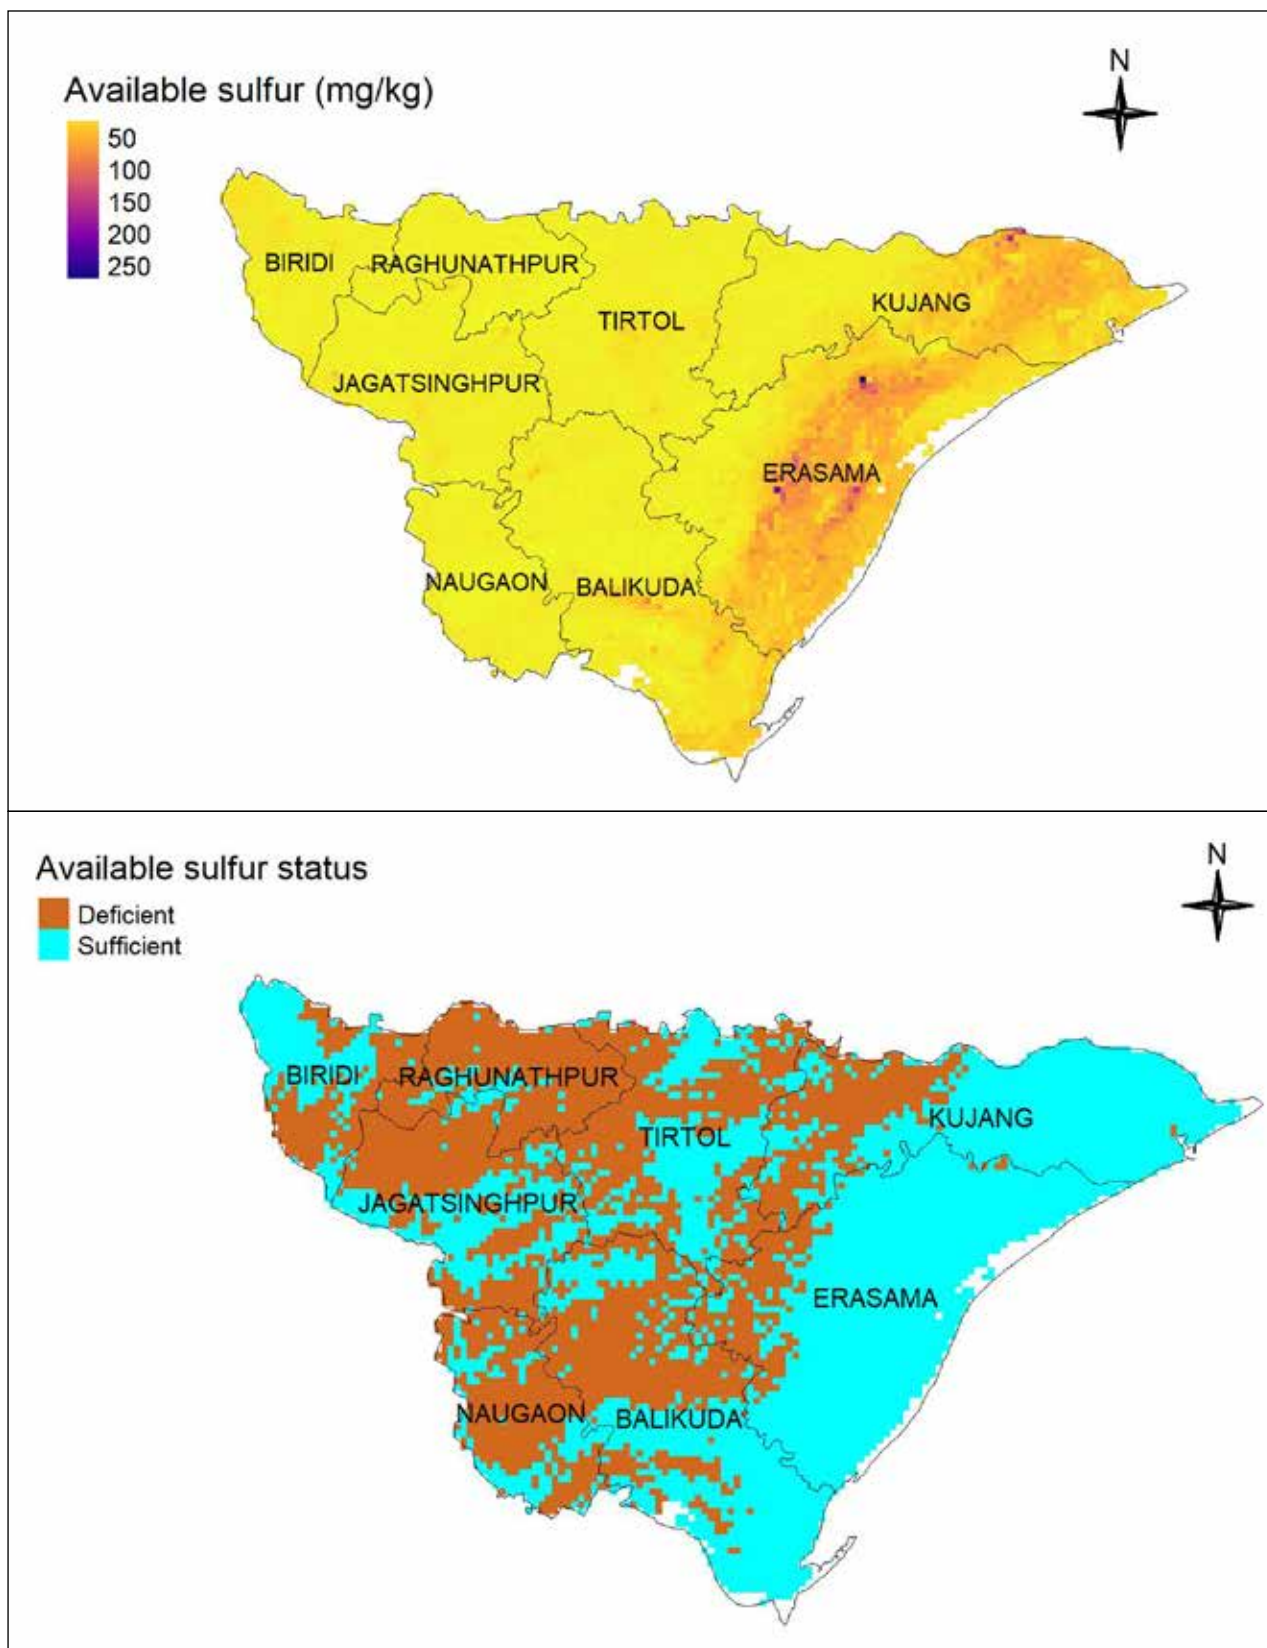 N
Available sulfur (mg/kg)
50
100
150
200
250
BIRIDI
RAGHUNATHPUR
TIRTOL
KUJANG
JAGATSINGHPUR
ERASAMA
NAUGAON
BALIKUDA
N
Available sulfur status
Deficient
Sufficient
BIRIDI
RAGHUNATHPUR
KUJANG
TIRTOL
JAGATSINGHPUR
ERASAMA
NAUGAON
BALIKUDA